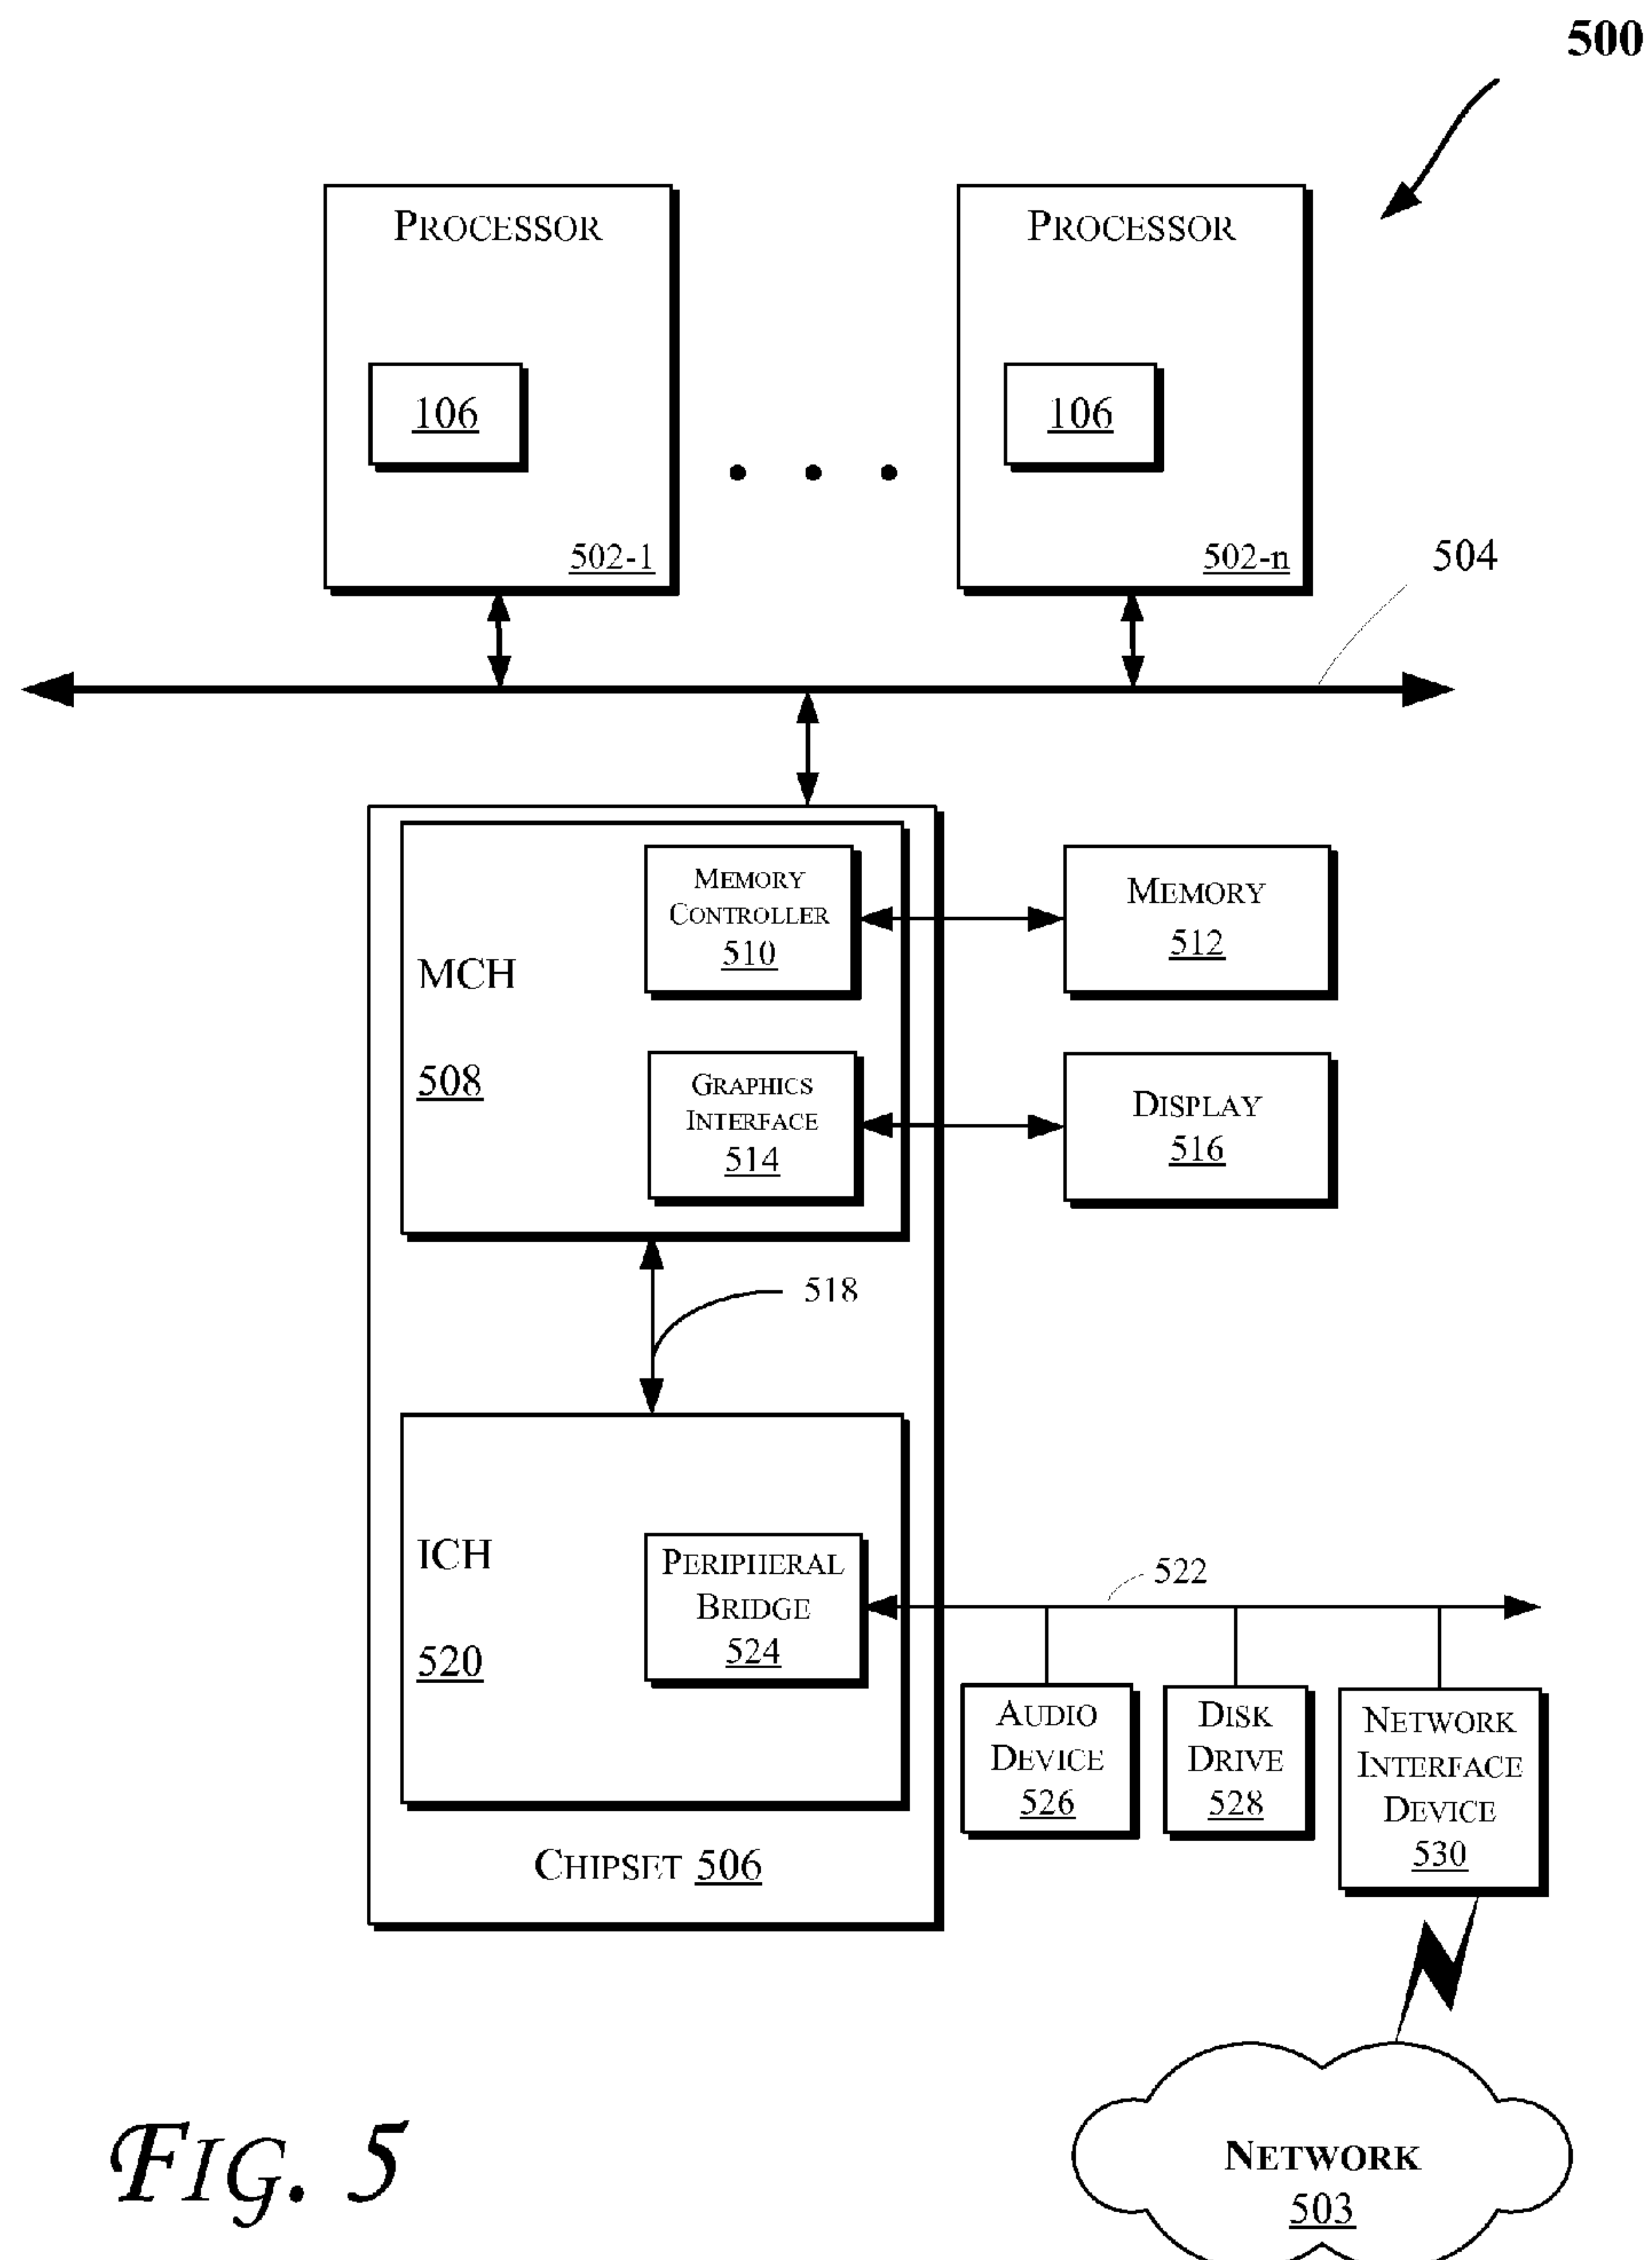 500
PROCESSOR
106
502-1
PROCESSOR
106
502-n
504
MEMORY
CONTROLLER
510
MEMORY
512
MCH
508
GRAPHICS
INTERFACE
514
DISPLAY
516
518
ICH
520
PERIPHERAL
BRIDGE
524
522
AUDIO
DEVICE
526
DISK
DRIVE
528
NETWORK
INTERFACE
DEVICE
530
CHIPSET 506
NETWORK
503
FIG. 5